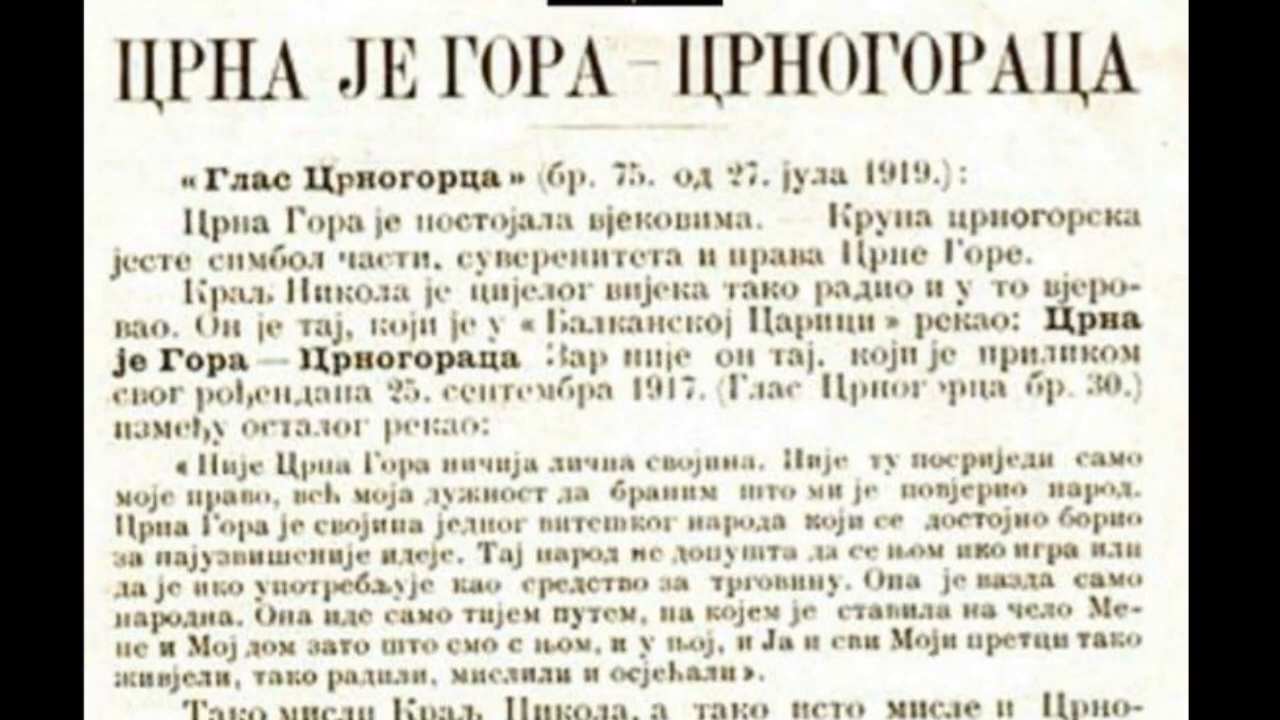 ЦРНА ЈЕ ГОРА – ЦРНОГОРАЦА
«Глас Црногорца» (бр. 75. од 27. јула 1919.):
Црна Гора је постојала вјековима. — Круна црногорска
јесте симбол части, суверенитета и права Црне Горе.
Краљ Никола је цијелог вијека тако радио и у то вјеро-
вао. Он је тај, који је у «Балканској Царици» рекао: Црна
је Гора — Црногораца Зар није он тај, који је приликом
свог рођендана 25. септембра 1917. (Глас Црногорца бр. 30.)
између осталог рекао:
«Није Црна Гора ничија лична својина. Није ту посриједи само
моје право, већ моја дужност да браним што ми је повјерио народ.
Црна Гора је својина једног витешког народа који се достојно борио
за најузвишеније идеје. Тај народ не допушта да се њом ико игра или
да је ико употребљује као средство за трговину. Она је вазда само
народна. Она иде само тијем путем, на којем је ставила на чело Ме-
не и Мој дом зато што смо с њом, и у њој, и Ја и сви Моји претци тако
живјели, тако радили, мислили и осјећали».
Тако мисли Краљ Никола, а тако исто мисле и Црно-